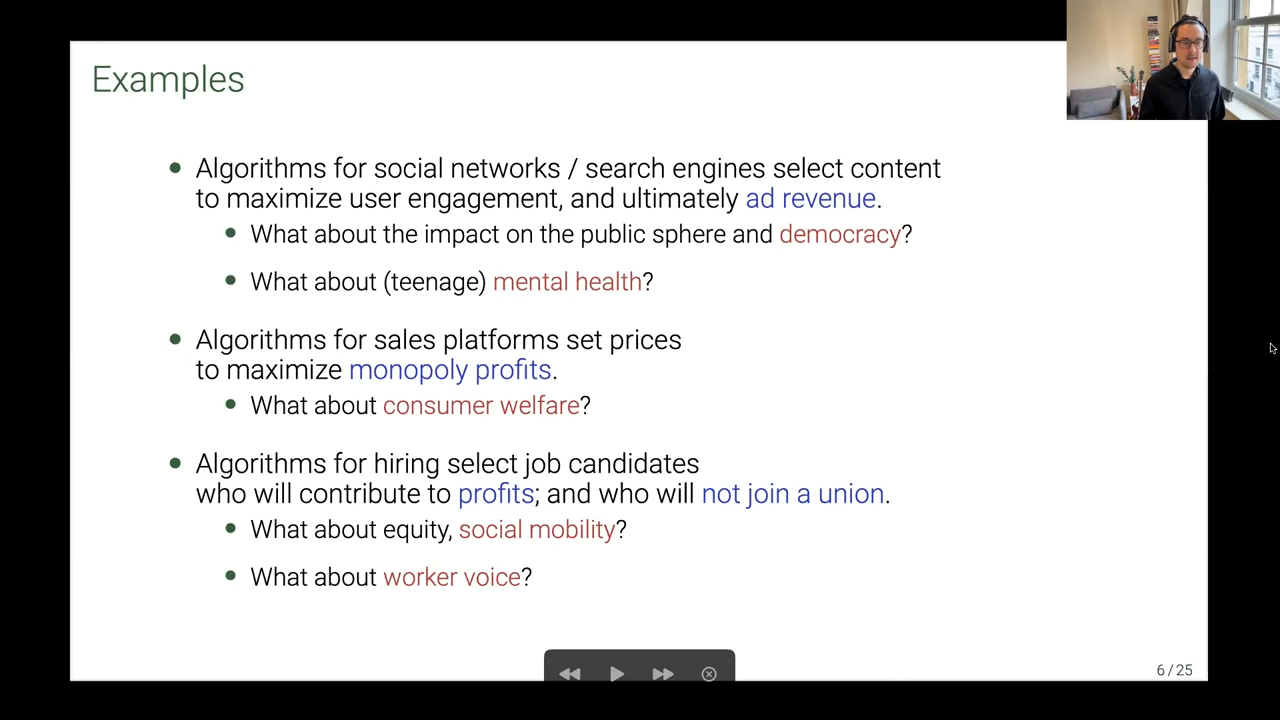 Examples
• Algorithms for social networks / search engines select content
to maximize user engagement, and ultimately ad revenue.
• What about the impact on the public sphere and democracy?
• What about (teenage) mental health?
• Algorithms for sales platforms set prices
to maximize monopoly profits.
• What about consumer welfare?
• Algorithms for hiring select job candidates
who will contribute to profits; and who will not join a union.
• What about equity, social mobility?
• What about worker voice?
6 / 25